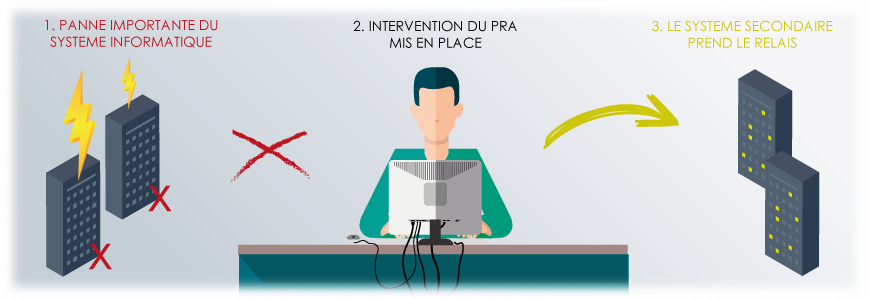 1. PANNE IMPORTANTE DU
SYSTEME INFORMATIQUE
2. INTERVENTION DU PRA
MIS EN PLACE
3. LE SYSTEME SECONDAIRE
PREND LE RELAIS